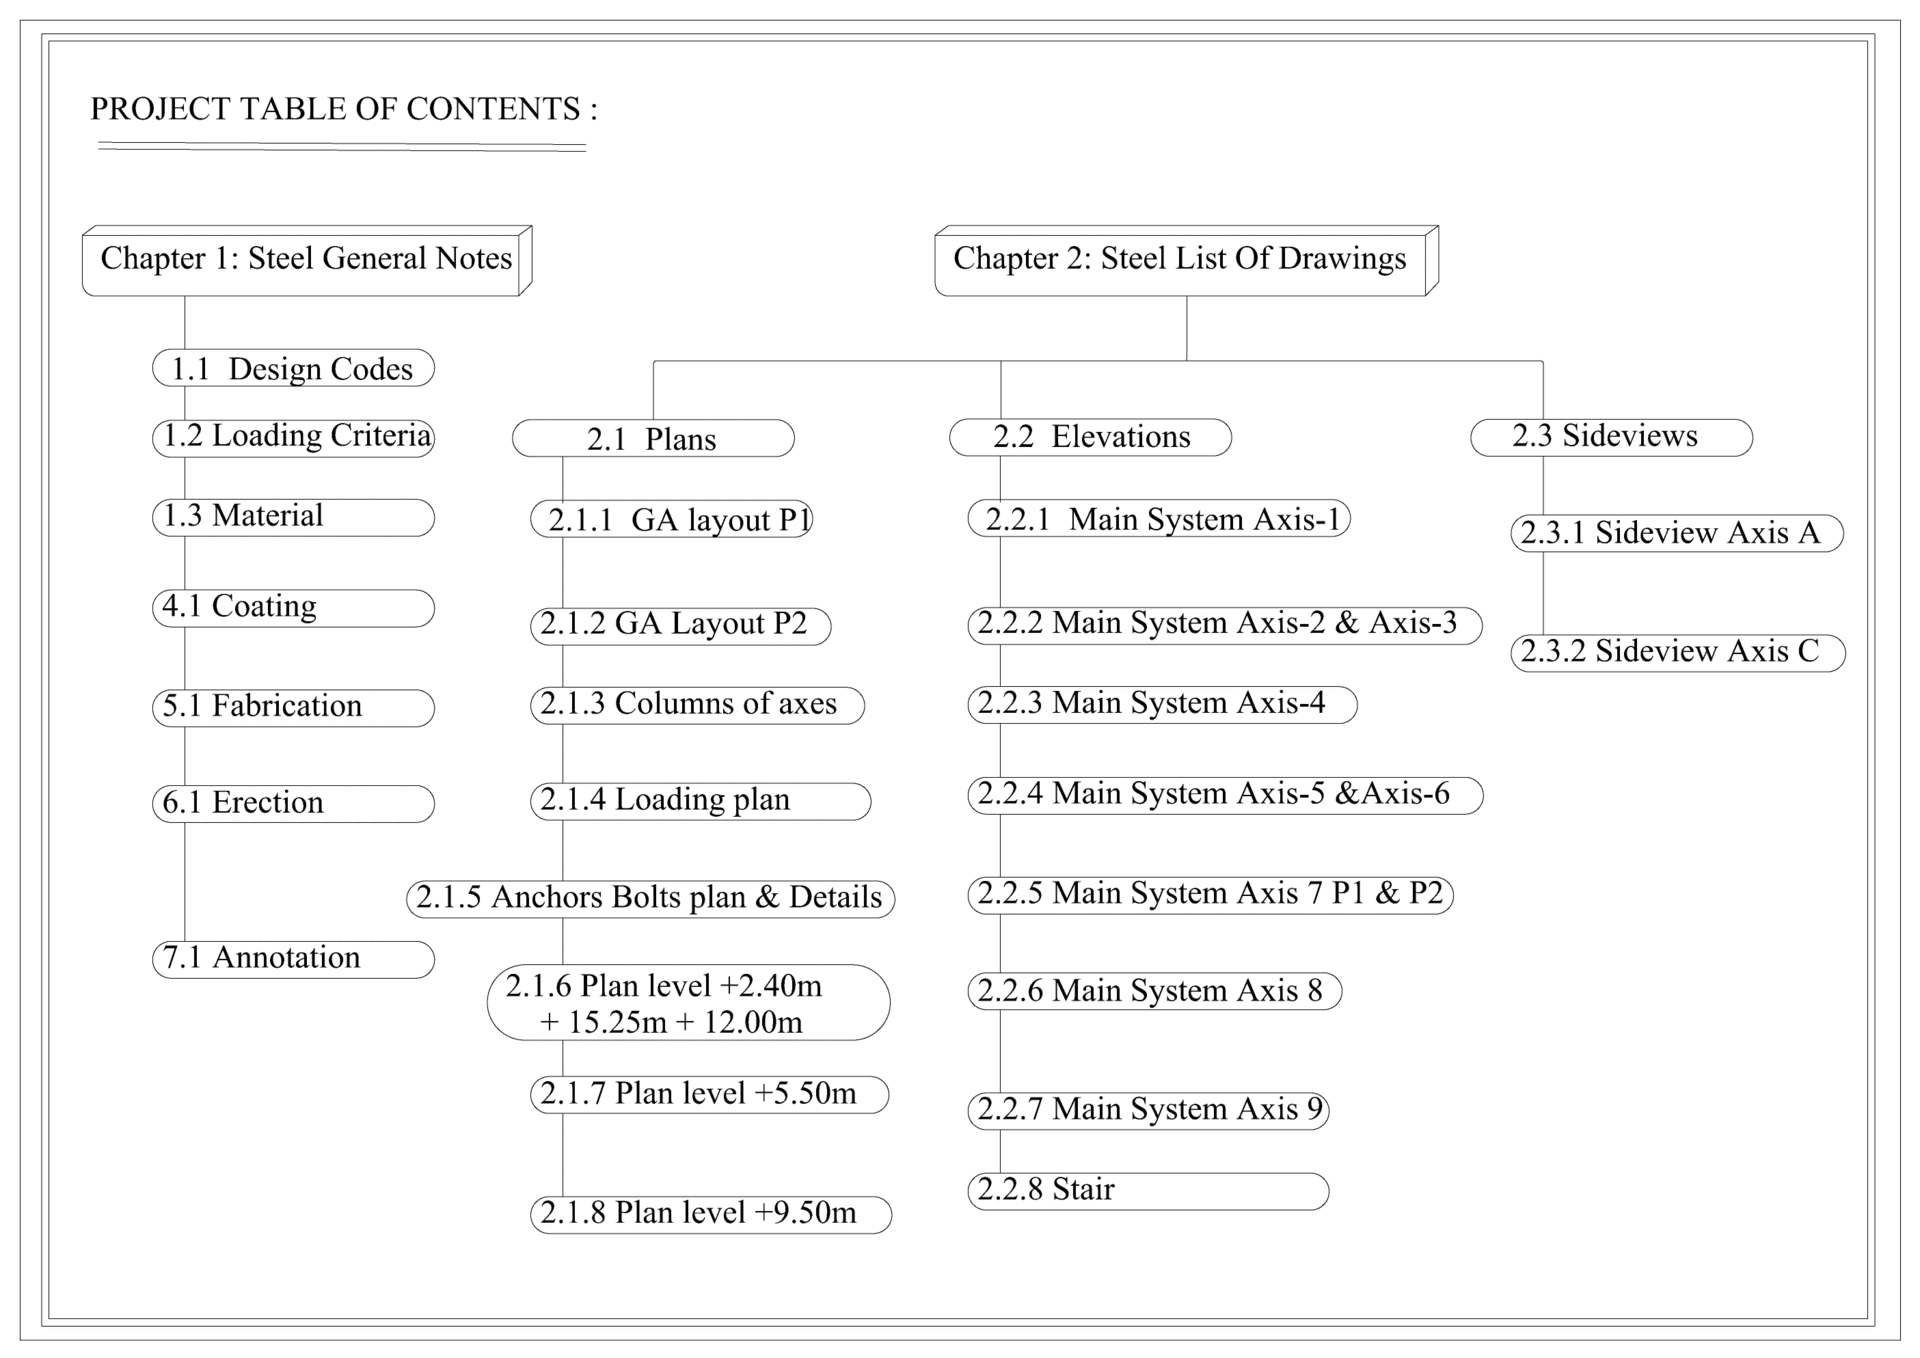 PROJECT TABLE OF CONTENTS :
Chapter 1: Steel General Notes
1.1 Design Codes
1.2 Loading Criteria
1.3 Material
4.1 Coating
5.1 Fabrication
6.1 Erection
7.1 Annotation
Chapter 2: Steel List Of Drawings
2.1 Plans
2.1.1 GA layout P1
2.1.2 GA Layout P2
2.1.3 Columns of axes
2.1.4 Loading plan
2.1.5 Anchors Bolts plan & Details
2.1.6 Plan level +2.40m
+ 15.25m + 12.00m
2.1.7 Plan level +5.50m
2.1.8 Plan level +9.50m
2.2 Elevations
2.2.1 Main System Axis-1
2.2.2 Main System Axis-2 & Axis-3
2.2.3 Main System Axis-4
2.2.4 Main System Axis-5 &Axis-6
2.2.5 Main System Axis 7 P1 & P2
2.2.6 Main System Axis 8
2.2.7 Main System Axis 9
2.2.8 Stair
2.3 Sideviews
2.3.1 Sideview Axis A
2.3.2 Sideview Axis C